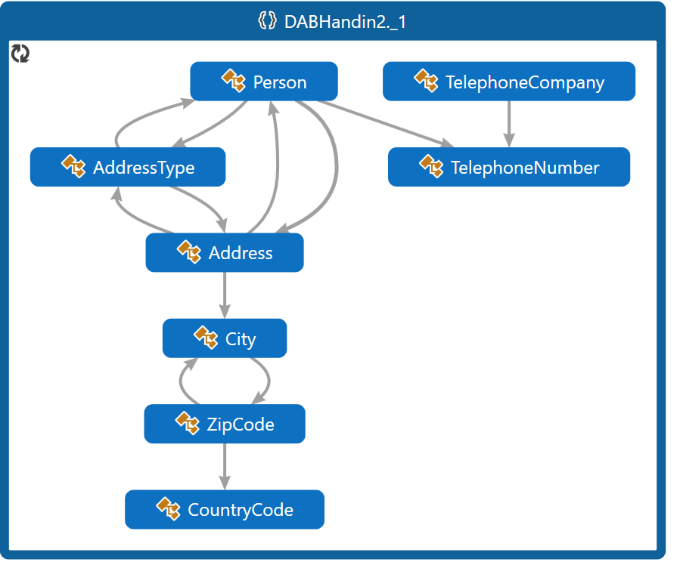 DABHandin2._1
Person
TelephoneCompany
AddressType
TelephoneNumber
Address
City
ZipCode
CountryCode